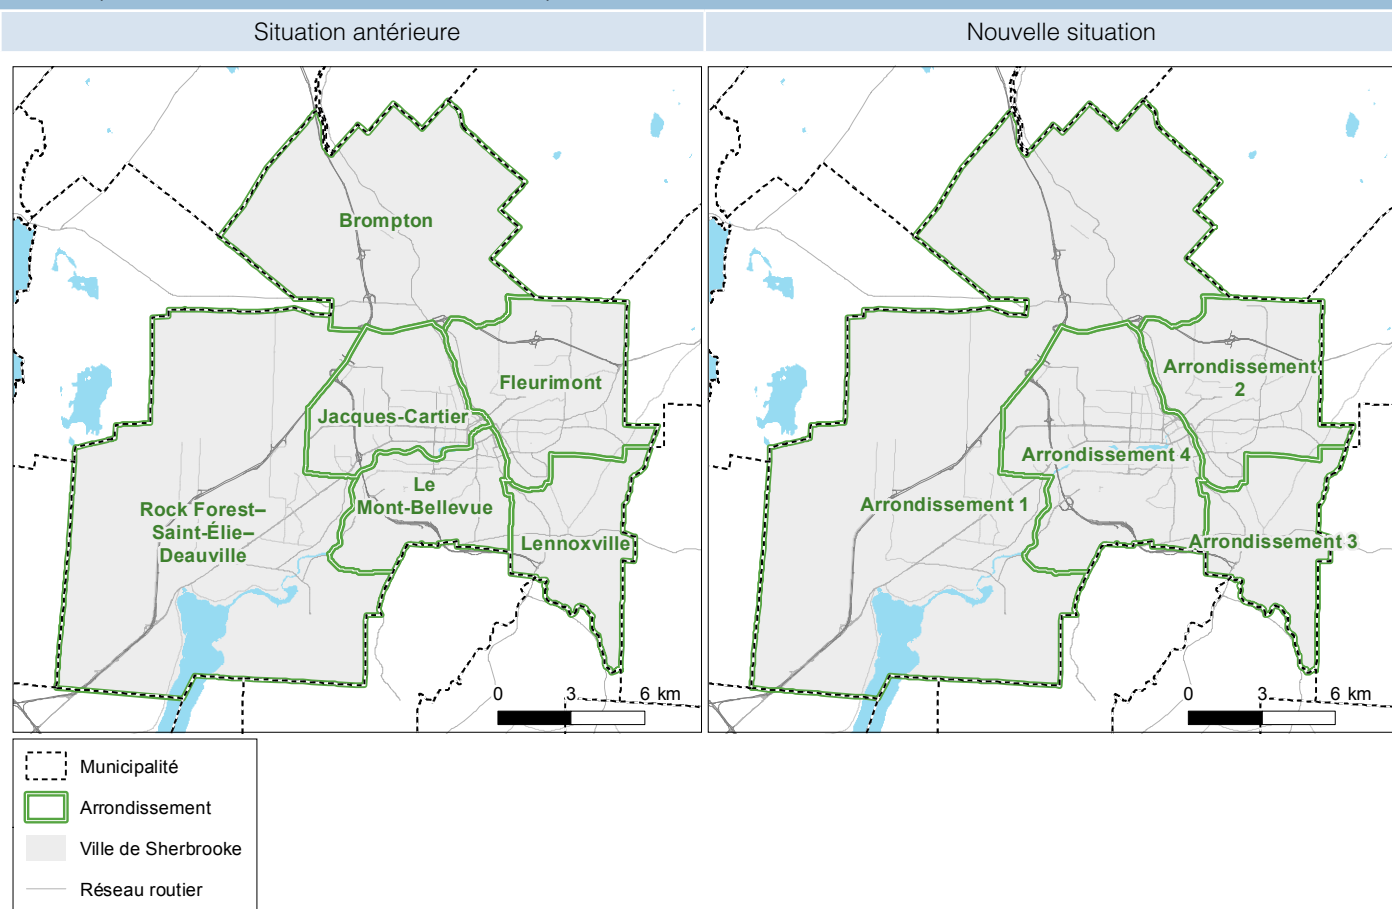 Situation antérieure
Nouvelle situation
Brompton
Fleurimont
Jacques-Cartier
Le
Mont-Bellevue
Rock Forest–
Saint-Élie–
Deauville
Lennoxville
0 3 6 km
Arrondissement
2
Arrondissement 4
Arrondissement 1
Arrondissement 3
0 3 6 km
Municipalité
Arrondissement
Ville de Sherbrooke
Réseau routier